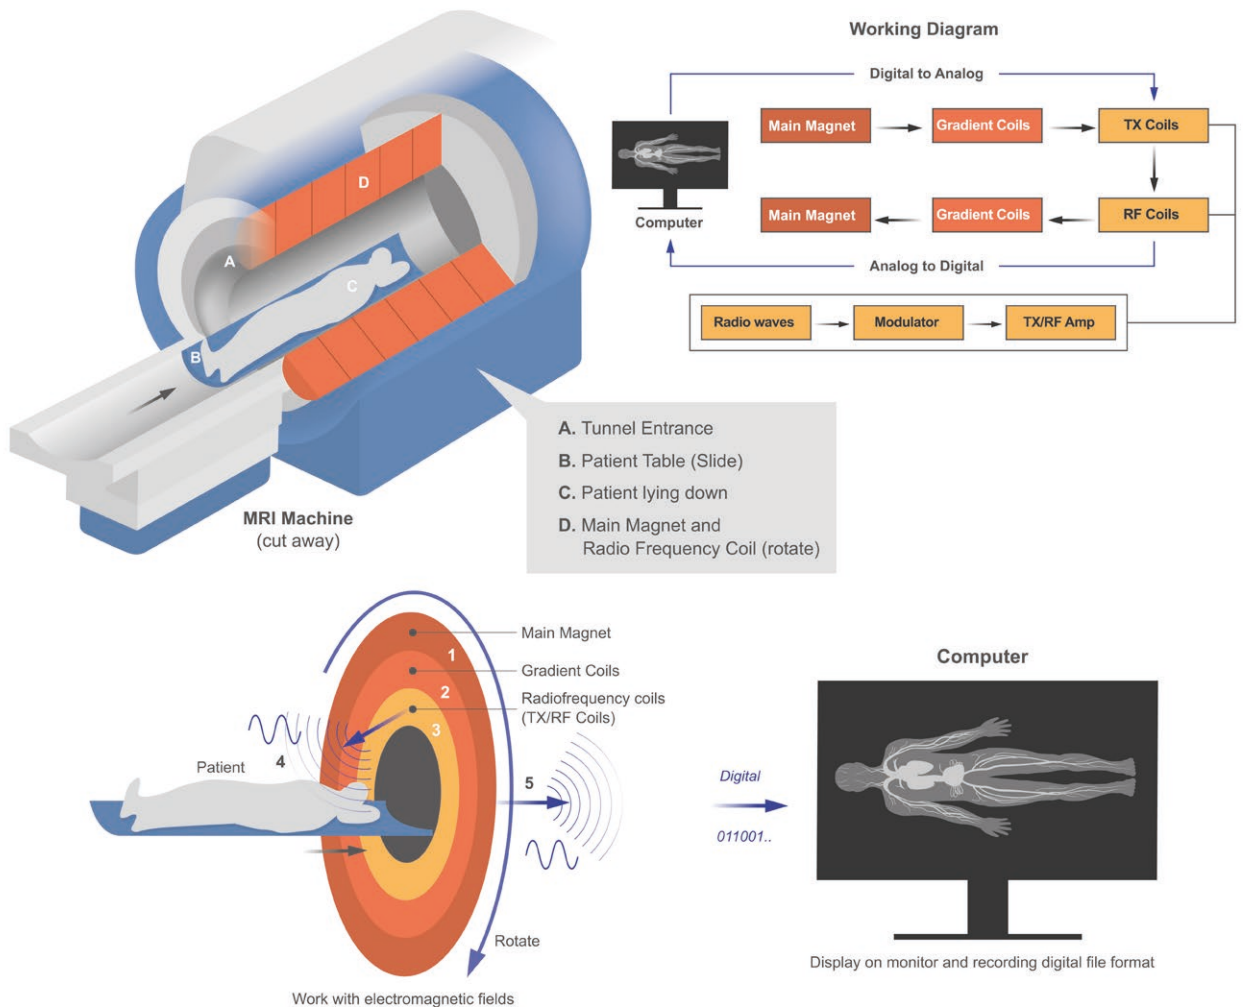 Working Diagram
Digital to Analog
Main Magnet
Gradient Coils
TX Coils
Computer
Main Magnet
Gradient Coils
RF Coils
Analog to Digital
Radio waves
Modulator
TX/RF Amp
D
A
C
B
A. Tunnel Entrance
B. Patient Table (Slide)
C. Patient lying down
D. Main Magnet and
Radio Frequency Coil (rotate)
MRI Machine
(cut away)
Main Magnet
1
Gradient Coils
2
Radiofrequency coils
(TX/RF Coils)
3
4
Patient
5
Rotate
Work with electromagnetic fields
Digital
011001..
Computer
Display on monitor and recording digital file format